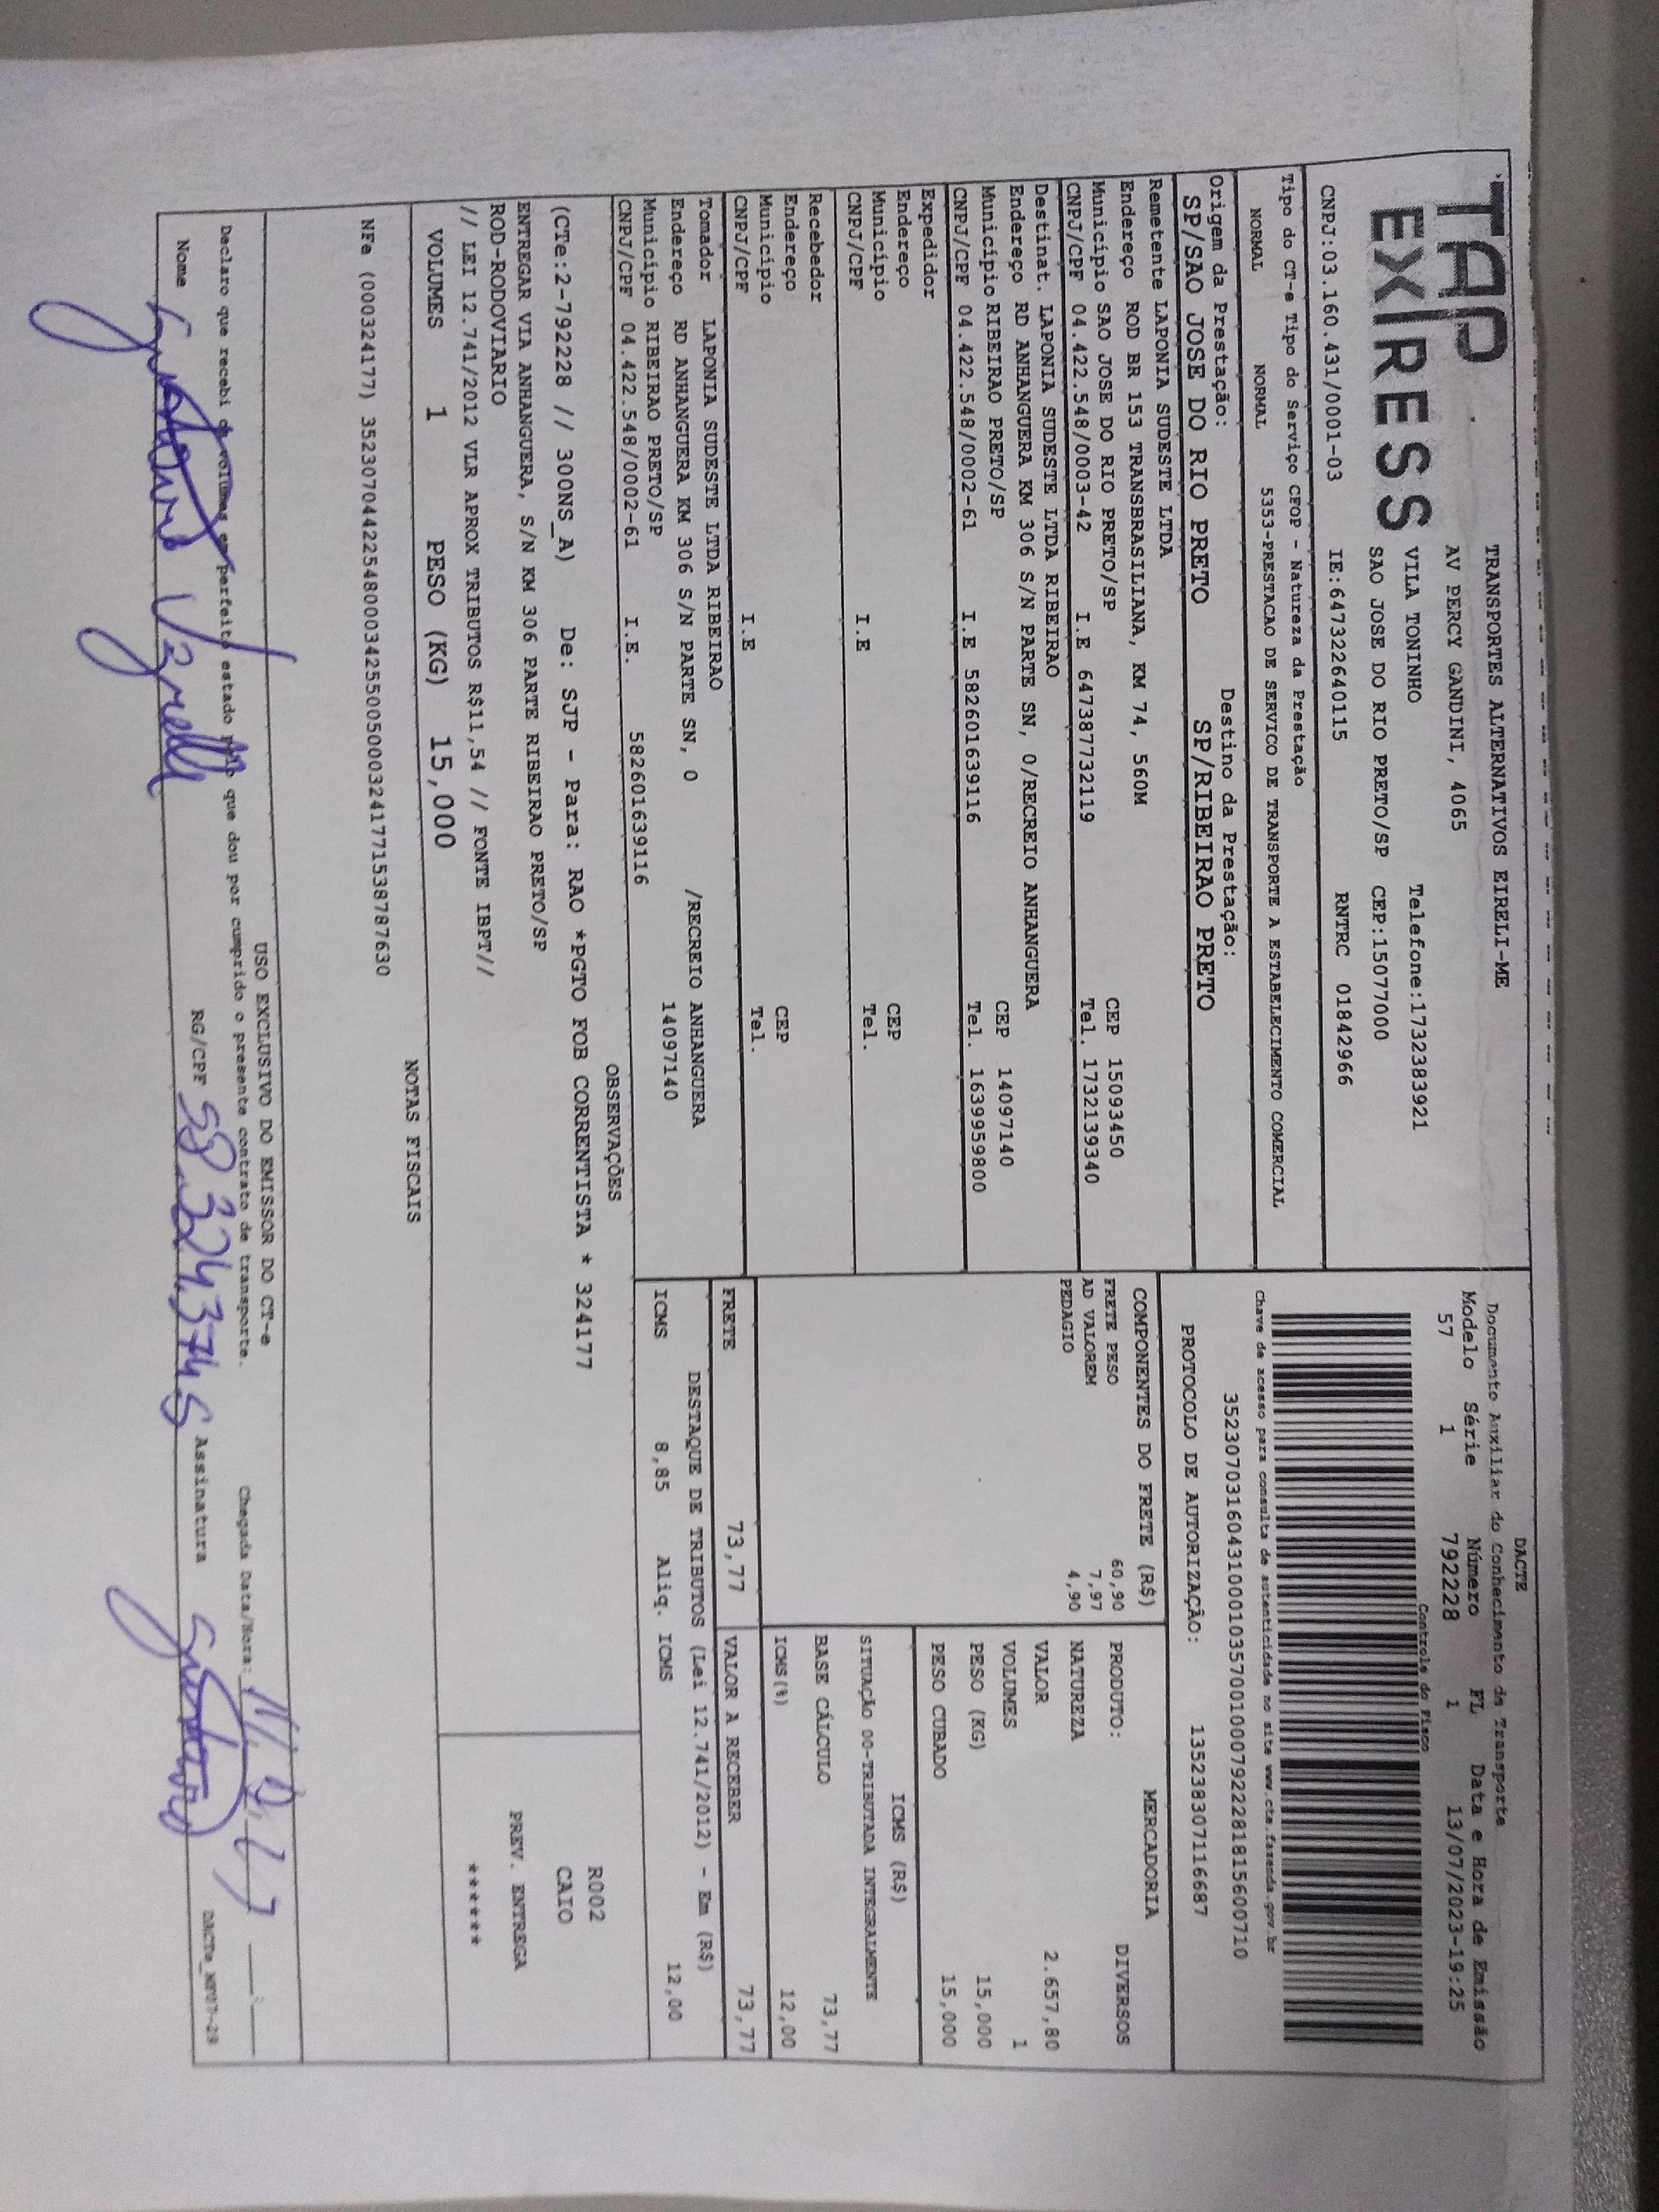 TAP
EXPRESS
TRANSPORTES ALTERNATIVOS EIRELI-ME
AV PERCY GANDINI, 4065
VILA TONINHO Telefone:1732383921
SAO JOSE DO RIO PRETO/SP CEP:15077000
CNPJ:03.160.431/0001-03 IE:647322640115 RNTRC 01842966
DACTE
Documento Auxiliar do Conhecimento de Transporte
Modelo Série Número FL Data e Hora de Emissão
57 1 792228 1 13/07/2023-19:25
Controle do Fisco
Chave de acesso para consulta de autenticidade no site www.cte.fazenda.gov.br
35230703160431000103570010007922281815600710
PROTOCOLO DE AUTORIZAÇÃO: 135238307116687
Tipo do CT-e Tipo do Serviço CFOP - Natureza da Prestação
NORMAL NORMAL 5353-PRESTACAO DE SERVICO DE TRANSPORTE A ESTABELECIMENTO COMERCIAL
Origem da Prestação: Destino da Prestação:
SP/SAO JOSE DO RIO PRETO SP/RIBEIRAO PRETO
Remetente LAPONIA SUDESTE LTDA
Endereço ROD BR 153 TRANSBRASILIANA, KM 74, 560M
Município SAO JOSE DO RIO PRETO/SP CEP 15093450
CNPJ/CPF 04.422.548/0003-42 I.E 647387732119 Tel. 1732139340
Destinat. LAPONIA SUDESTE LTDA RIBEIRAO
Endereço RD ANHANGUERA KM 306 S/N PARTE SN, 0/RECREIO ANHANGUERA
Município RIBEIRAO PRETO/SP CEP 14097140
CNPJ/CPF 04.422.548/0002-61 I.E 582601639116 Tel. 1639959800
Expedidor
Endereço
Município CEP
CNPJ/CPF I.E Tel.
Recebedor
Endereço
Município CEP
CNPJ/CPF I.E Tel.
Tomador LAPONIA SUDESTE LTDA RIBEIRAO
Endereço RD ANHANGUERA KM 306 S/N PARTE SN, 0 /RECREIO ANHANGUERA
Município RIBEIRAO PRETO/SP 14097140
CNPJ/CPF 04.422.548/0002-61 I.E. 582601639116
COMPONENTES DO FRETE (R$)
FRETE PESO 60,90
AD VALOREM 7,97
PEDAGIO 4,90
MERCADORIA
PRODUTO: DIVERSOS
NATUREZA
VALOR 2.657,80
VOLUMES 1
PESO (KG) 15,000
PESO CUBADO 15,000
ICMS (R$)
SITUAÇÃO 00-TRIBUTADA INTEGRALMENTE
BASE CÁLCULO 73,77
ICMS(%) 12,00
FRETE 73,77 VALOR A RECEBER 73,77
DESTAQUE DE TRIBUTOS (Lei 12.741/2012) - Em (R$)
ICMS 8,85 Aliq. ICMS 12,00
OBSERVAÇÕES
(CTe:2-792228 // 300NS_A) De: SJP - Para: RAO *PGTO FOB CORRENTISTA * 324177
ENTREGAR VIA ANHANGUERA, S/N KM 306 PARTE RIBEIRAO PRETO/SP
ROD-RODOVIARIO
// LEI 12.741/2012 VLR APROX TRIBUTOS R$11,54 // FONTE IBPT//
R002
CAIO
PREV. ENTREGA
******
VOLUMES 1 PESO (KG) 15,000
NOTAS FISCAIS
NFe (000324177) 35230704422548000342550050003241771538787630
USO EXCLUSIVO DO EMISSOR DO CT-e
Declaro que recebi os volumes em perfeito estado pelo que dou por cumprido o presente contrato de transporte. Chegada Data/Hora:
Nome RG/CPF 58.324.374-5 Assinatura